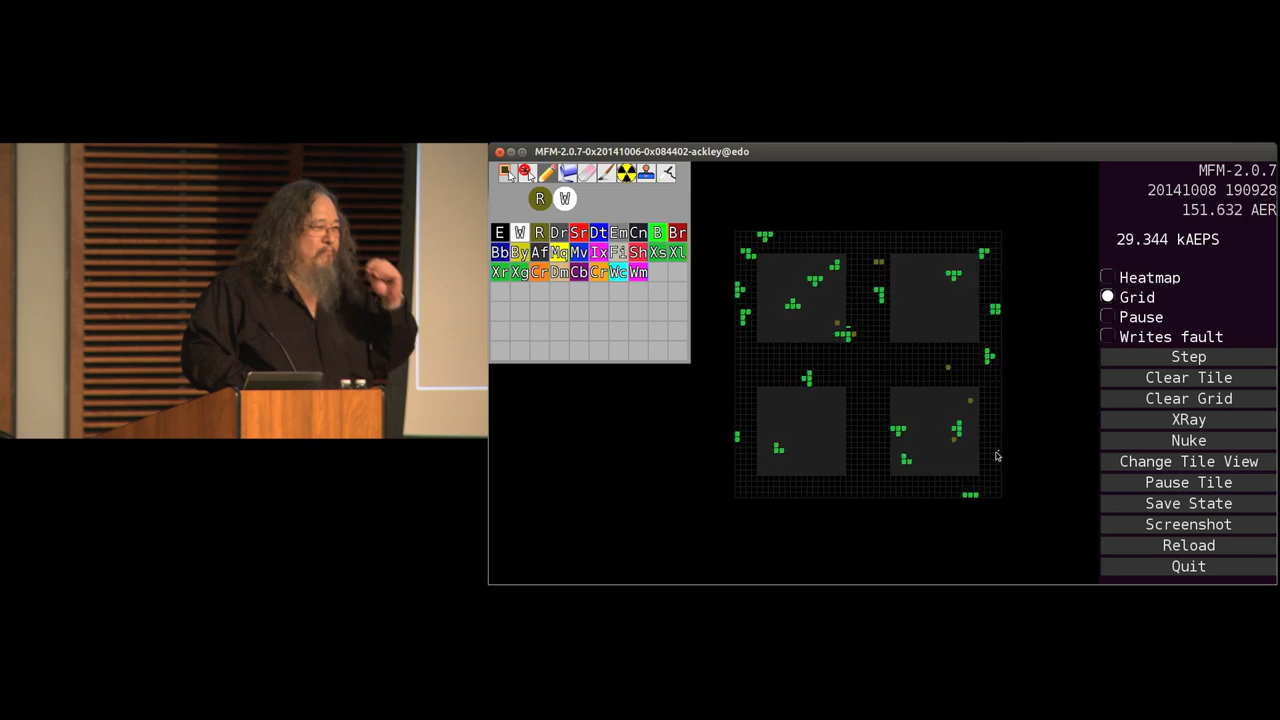 MFM-2.0.7-0x20141006-0x084402-ackley@edo
R W
E W R Dr Sr Dt Em Cn B Br
Bb By Af Mq Mv Ix Fi Sh Xs Xl
Xr Xg Cr Dm Cb Cr Wc Wm
MFM-2.0.7
20141008 190928
151.632 AER
29.344 kAEPS
Heatmap
Grid
Pause
Writes fault
Step
Clear Tile
Clear Grid
XRay
Nuke
Change Tile View
Pause Tile
Save State
Screenshot
Reload
Quit